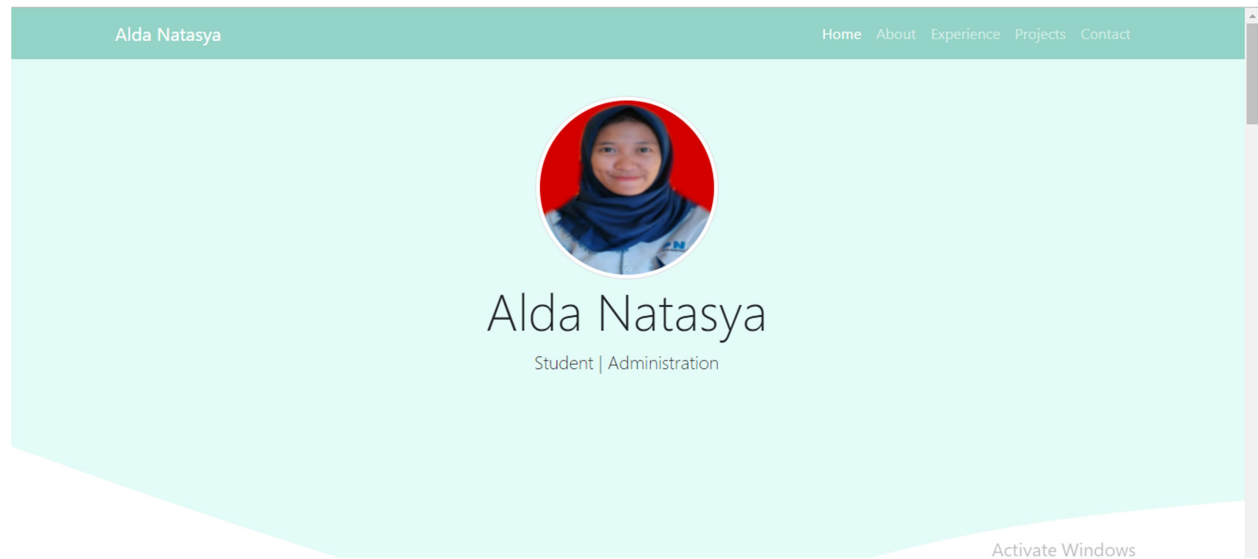 Alda Natasya
Home About Experience Projects Contact
Alda Natasya
Student | Administration
Activate Windows